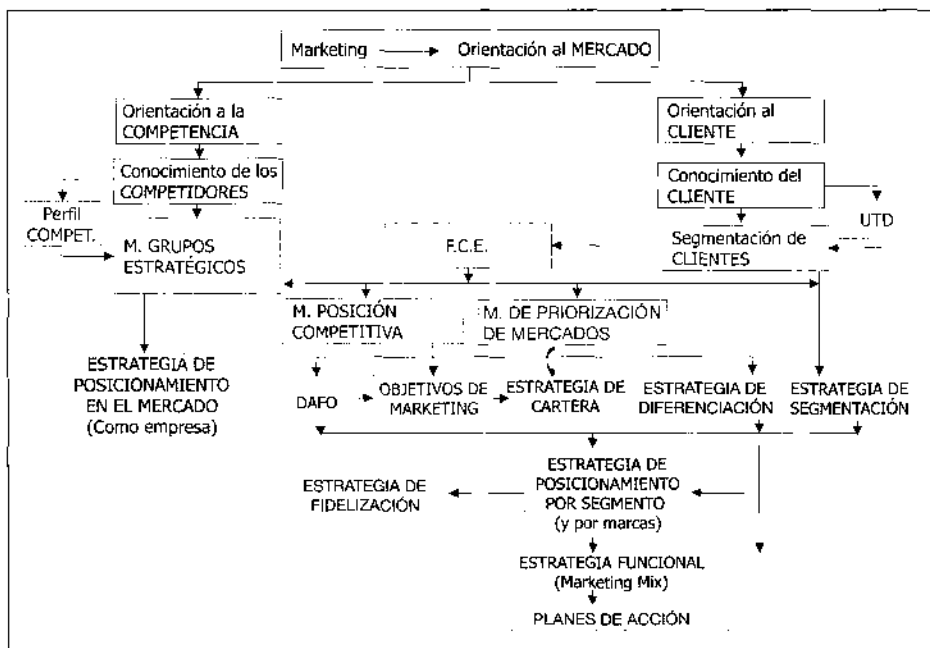 Marketing
Orientación al MERCADO
Orientación a la
COMPETENCIA
Orientación al
CLIENTE
Conocimiento de los
COMPETIDORES
Conocimiento del
CLIENTE
Perfil
COMPET.
UTD
M. GRUPOS
ESTRATÉGICOS
F.C.E.
Segmentación de
CLIENTES
M. POSICIÓN
COMPETITIVA
M. DE PRIORIZACIÓN
DE MERCADOS
ESTRATEGIA DE
POSICIONAMIENTO
EN EL MERCADO
(Como empresa)
DAFO
OBJETIVOS DE
MARKETING
ESTRATEGIA DE
CARTERA
ESTRATEGIA DE
DIFERENCIACIÓN
ESTRATEGIA DE
SEGMENTACIÓN
ESTRATEGIA DE
FIDELIZACIÓN
ESTRATEGIA DE
POSICIONAMIENTO
POR SEGMENTO
(y por marcas)
ESTRATEGIA FUNCIONAL
(Marketing Mix)
PLANES DE ACCIÓN